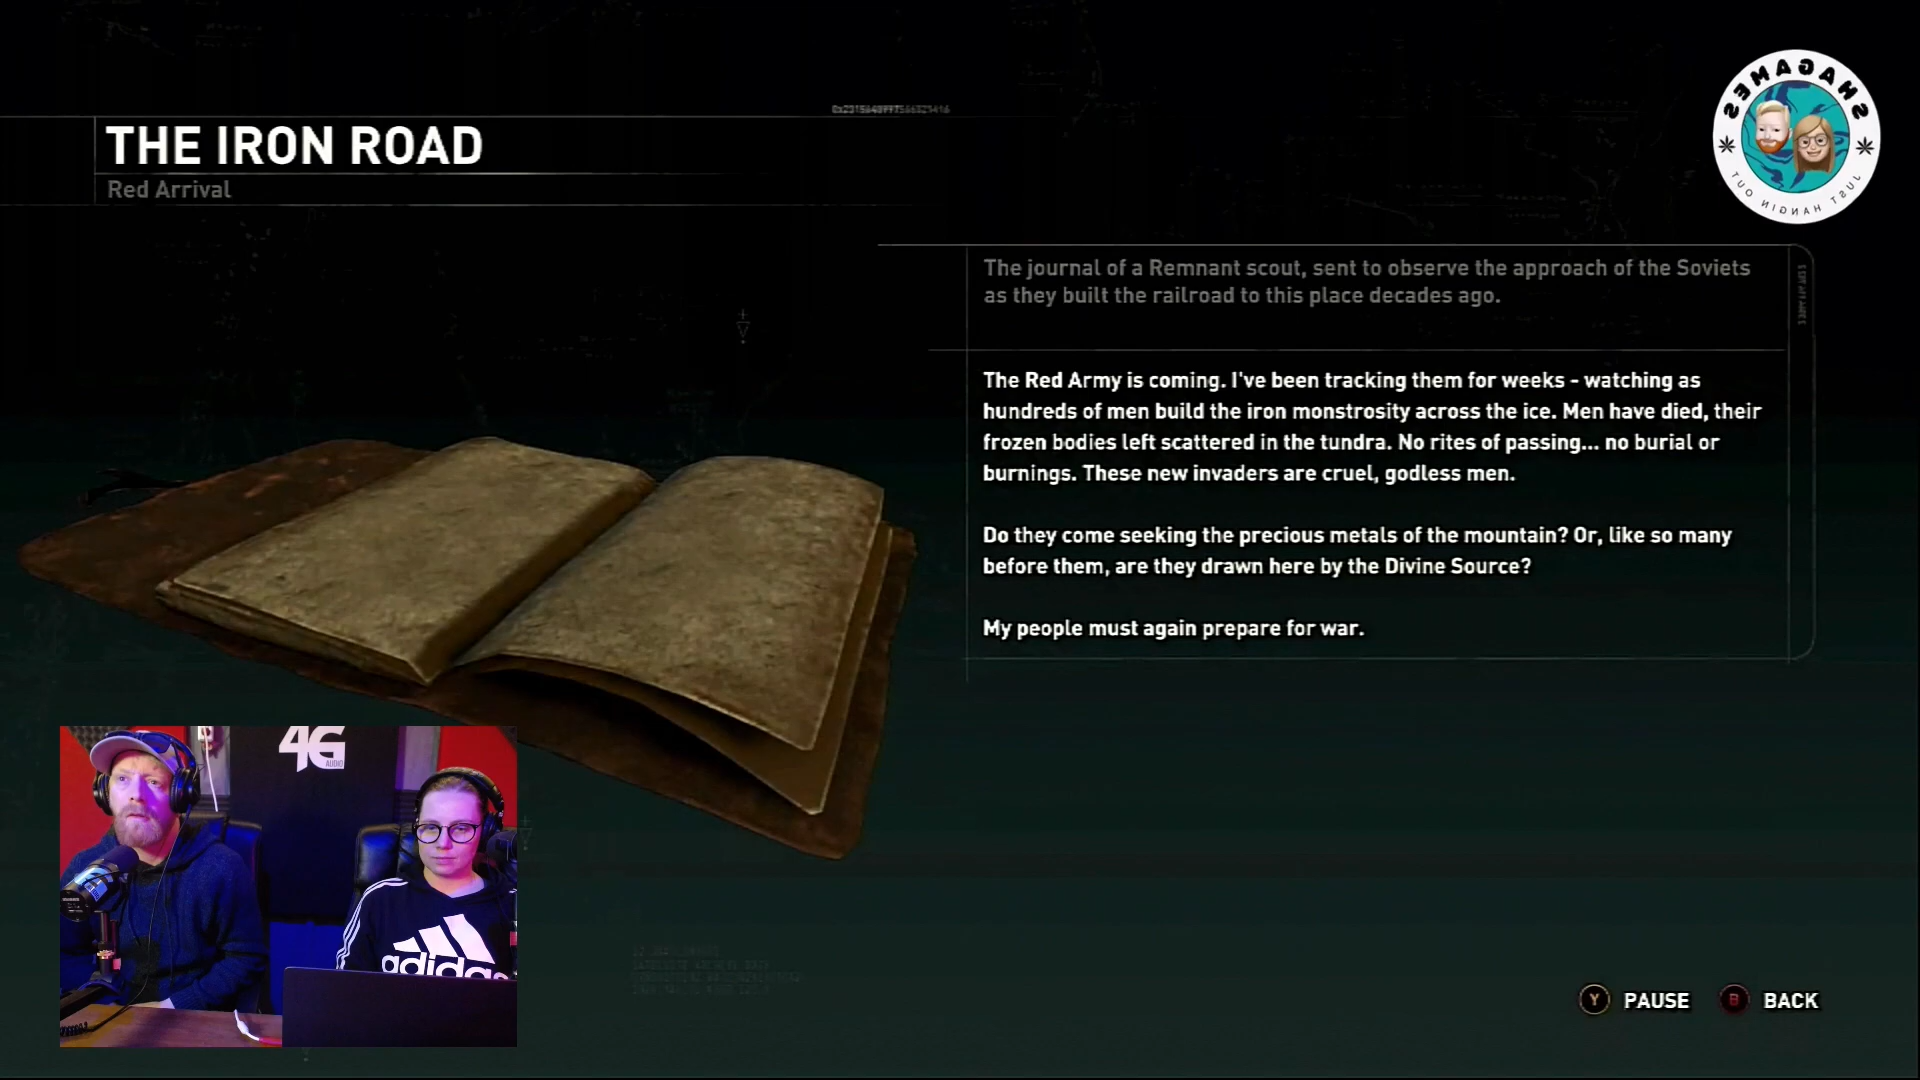 SHAGAMES
JUST HANGIN OUT
THE IRON ROAD
Red Arrival
The journal of a Remnant scout, sent to observe the approach of the Soviets
as they built the railroad to this place decades ago.
The Red Army is coming. I've been tracking them for weeks - watching as
hundreds of men build the iron monstrosity across the ice. Men have died, their
frozen bodies left scattered in the tundra. No rites of passing... no burial or
burnings. These new invaders are cruel, godless men.
Do they come seeking the precious metals of the mountain? Or, like so many
before them, are they drawn here by the Divine Source?
My people must again prepare for war.
4G
AUDIO
adidas
Y PAUSE B BACK